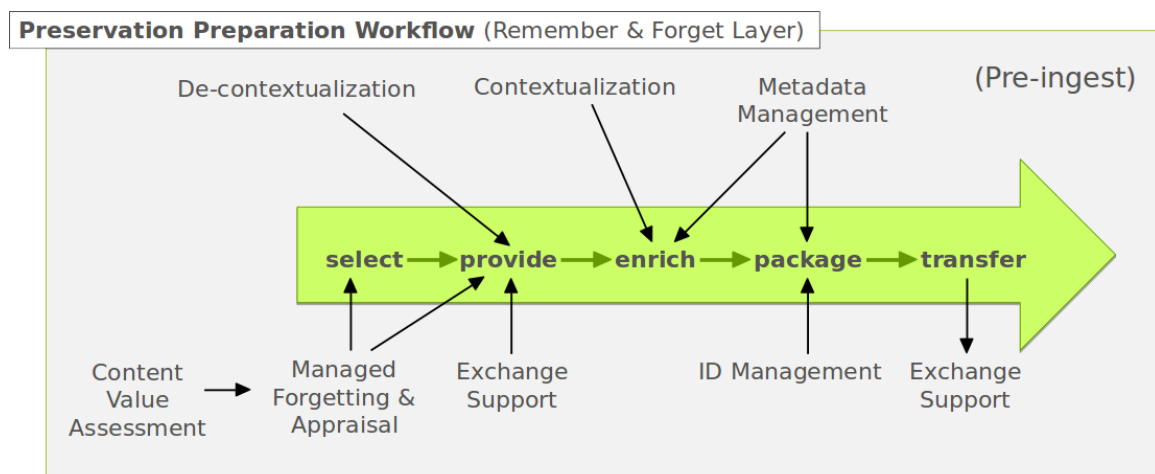 Preservation Preparation Workflow (Remember & Forget Layer)
De-contextualization
Contextualization
Metadata
Management
(Pre-ingest)
select
provide
enrich
package
transfer
Content
Value
Assessment
Managed
Forgetting &
Appraisal
Exchange
Support
ID Management
Exchange
Support